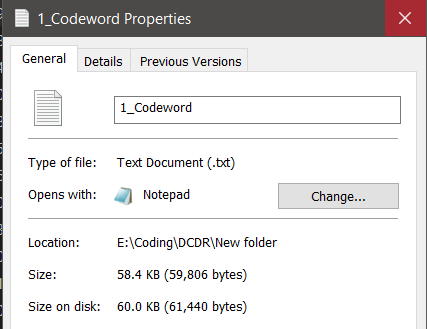 1_Codeword Properties
General Details Previous Versions
1_Codeword
Type of file: Text Document (.txt)
Opens with: Notepad Change...
Location: E:\Coding\DCDR\New folder
Size: 58.4 KB (59,806 bytes)
Size on disk: 60.0 KB (61,440 bytes)